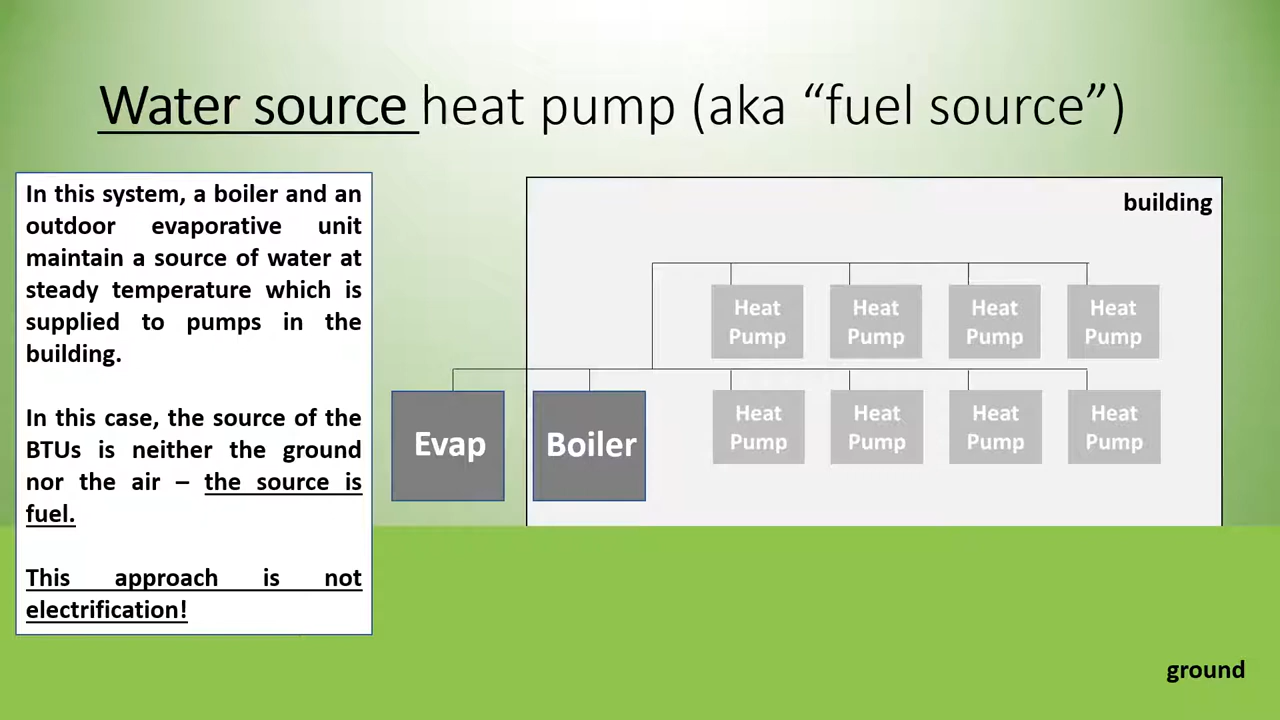 Water source heat pump (aka “fuel source”)
In this system, a boiler and an
outdoor evaporative unit
maintain a source of water at
steady temperature which is
supplied to pumps in the
building.
In this case, the source of the
BTUs is neither the ground
nor the air – the source is
fuel.
This approach is not
electrification!
building
Heat
Pump
Heat
Pump
Heat
Pump
Heat
Pump
Evap
Boiler
Heat
Pump
Heat
Pump
Heat
Pump
Heat
Pump
ground